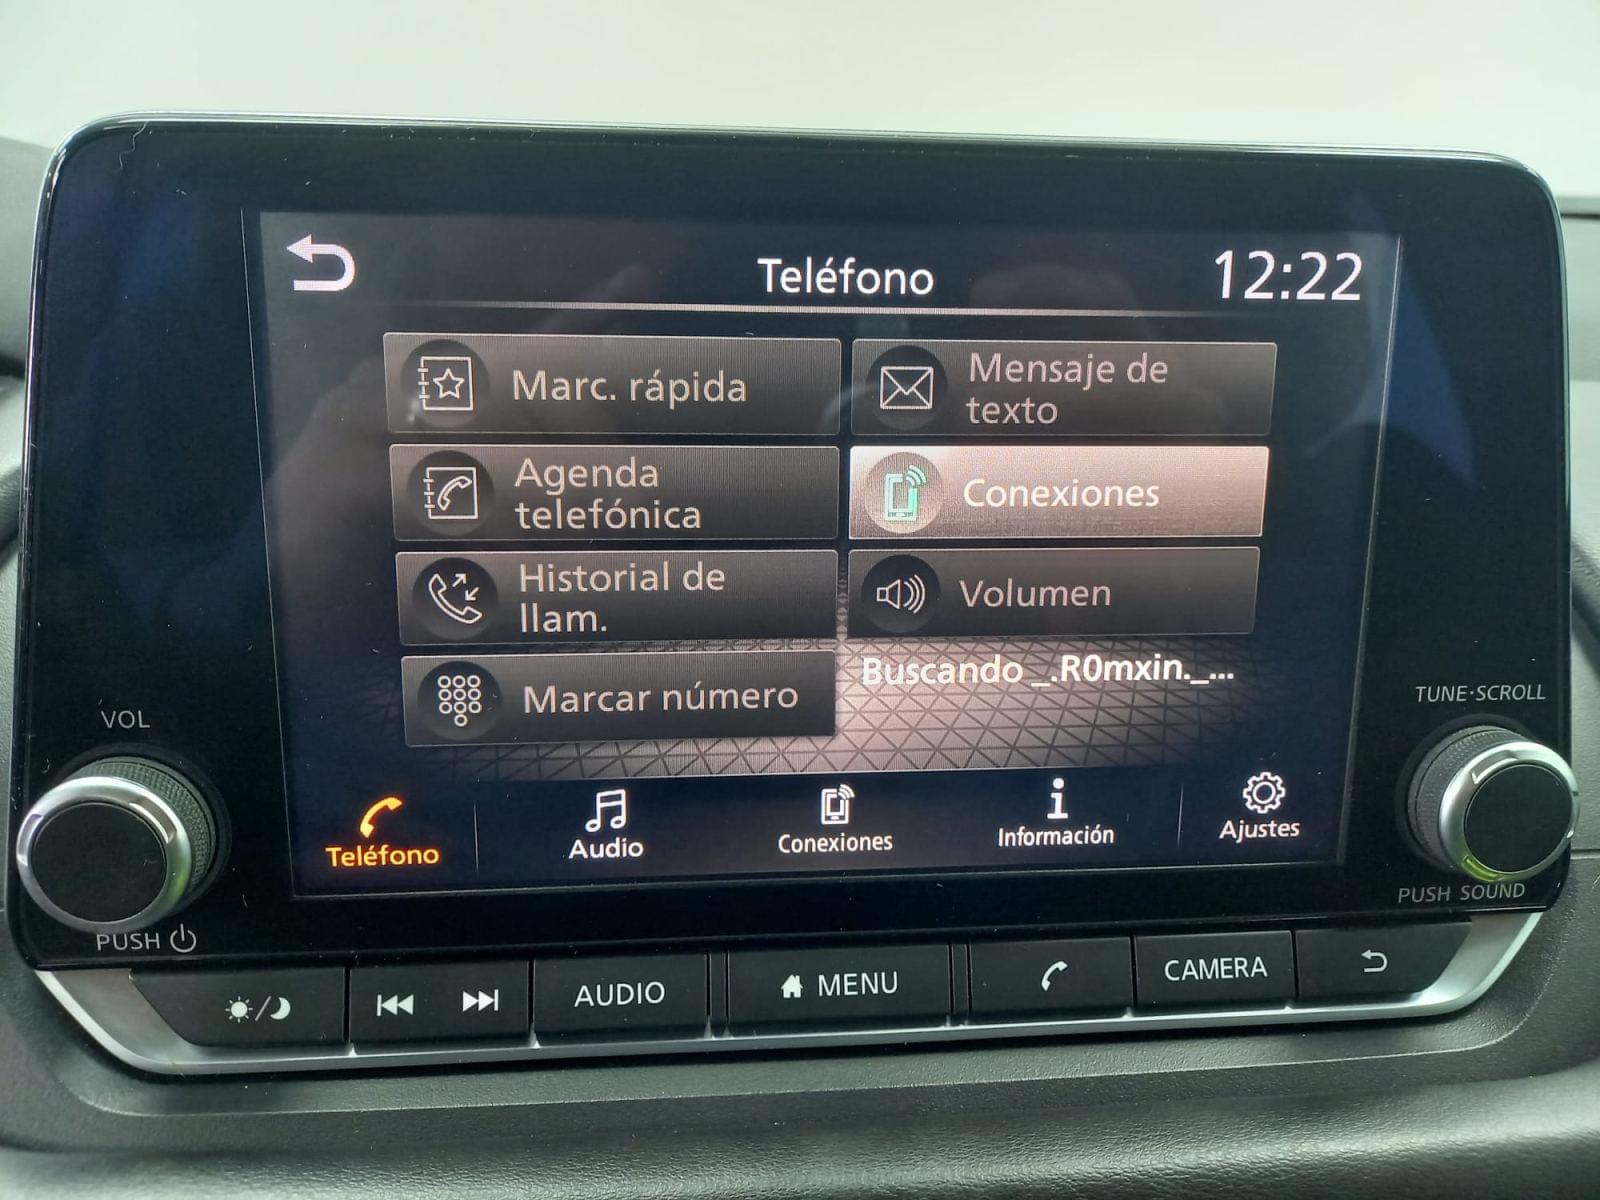 Teléfono
12:22
Marc. rápida
Mensaje de
texto
Agenda
telefónica
Conexiones
Historial de
llam.
Volumen
Marcar número
Buscando _.R0mxin._...
Teléfono
Audio
Conexiones
Información
Ajustes
VOL
PUSH
TUNE·SCROLL
PUSH SOUND
AUDIO
MENU
CAMERA